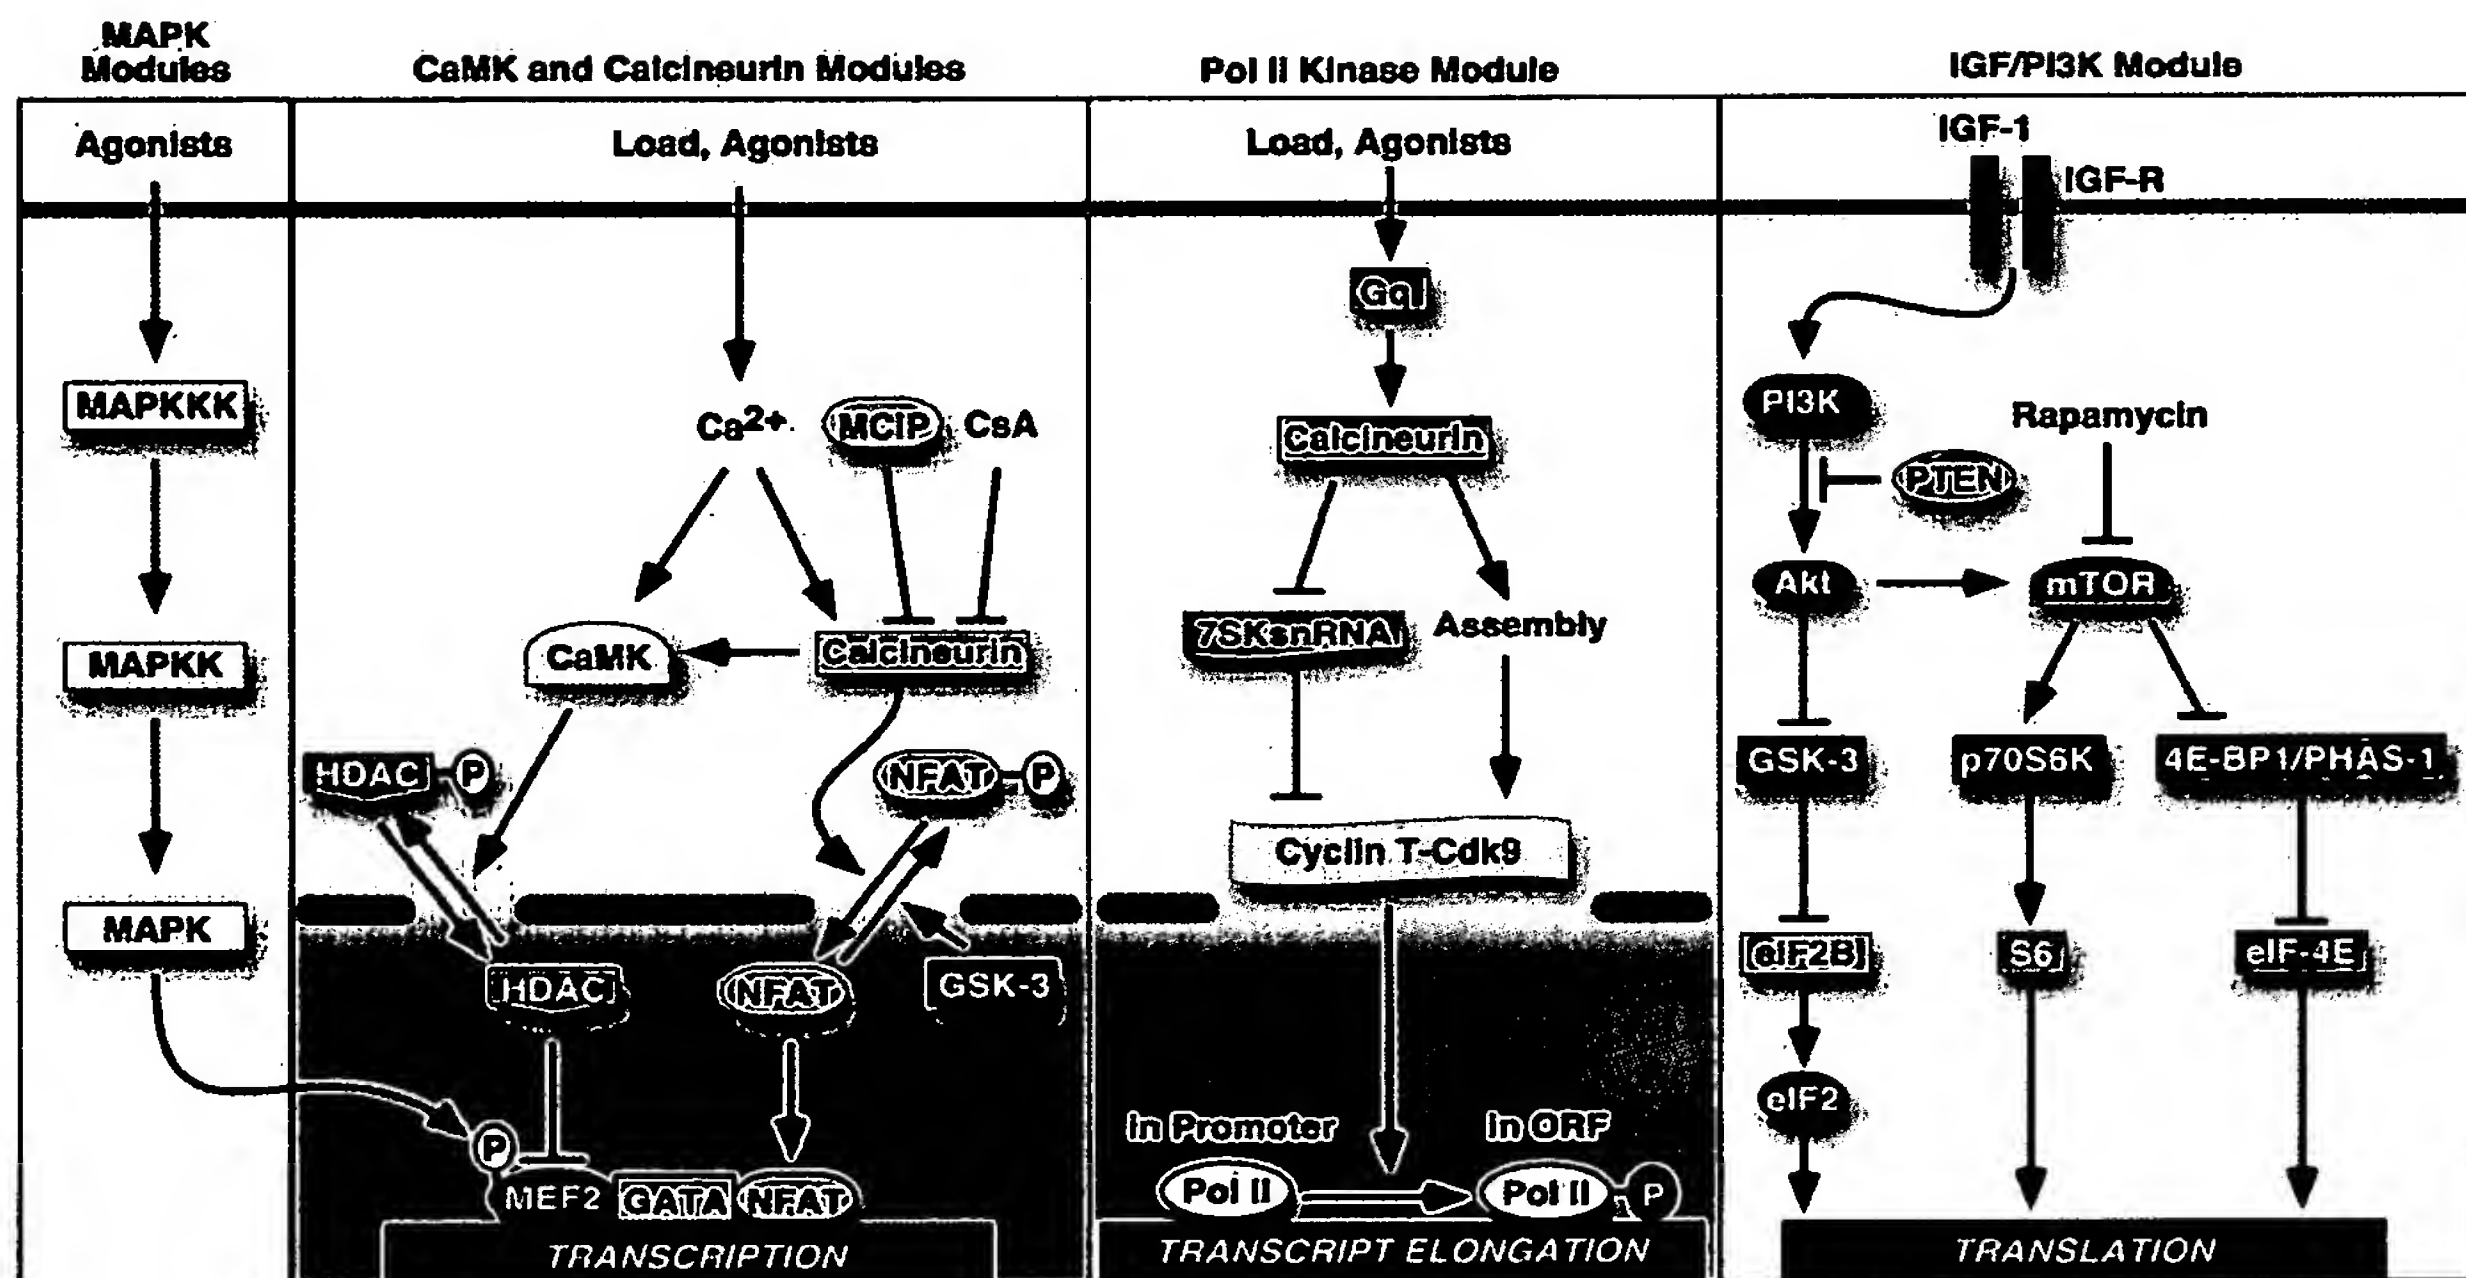 MAPK
Modules
CaMK and Calcineurin Modules
Pol II Kinase Module
IGF/PI3K Module
Agonists
Load, Agonists
Load, Agonists
IGF-1
IGF-R
MAPKKK
MAPKK
MAPK
Ca2+
MCIP
CsA
CaMK
Calcineurin
HDAC
P
NFAT
P
HDAC
NFAT
GSK-3
P
MEF2
GATA
NFAT
TRANSCRIPTION
Gq
Calcineurin
7SKsnRNA
Assembly
Cyclin T-Cdk9
In Promoter
In ORF
Pol II
Pol II
P
TRANSCRIPT ELONGATION
PI3K
Rapamycin
PTEN
Akt
mTOR
GSK-3
p70S6K
4E-BP1/PHAS-1
eIF2B
S6
eIF-4E
eIF2
TRANSLATION